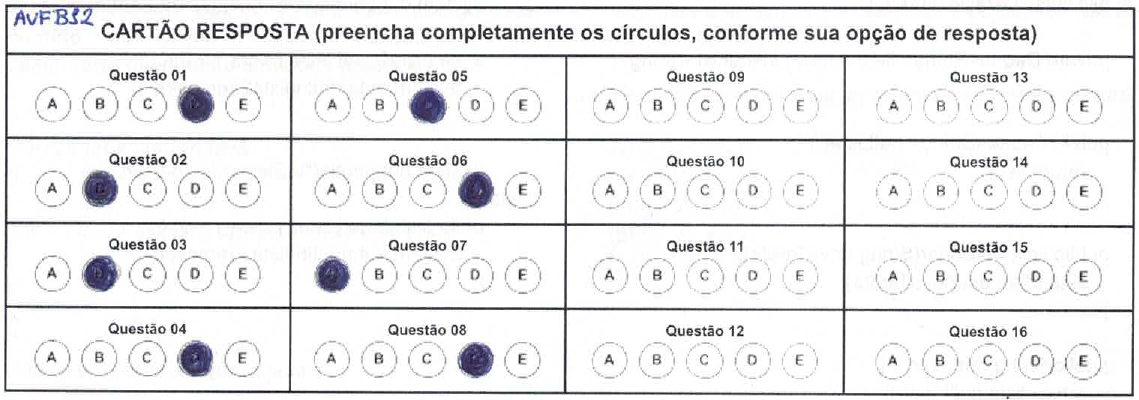 AVFBS2
CARTÃO RESPOSTA (preencha completamente os círculos, conforme sua opção de resposta)
Questão 01 Questão 05 Questão 09 Questão 13
A B C D E A B D E A B C D E A B C D E
Questão 02 Questão 06 Questão 10 Questão 14
A B C D E A B C E A B C D E A B C D E
Questão 03 Questão 07 Questão 11 Questão 15
A B C D E A B C D E A B C D E A B C D E
Questão 04 Questão 08 Questão 12 Questão 16
A B C D E A B C E A B C D E A B C D E